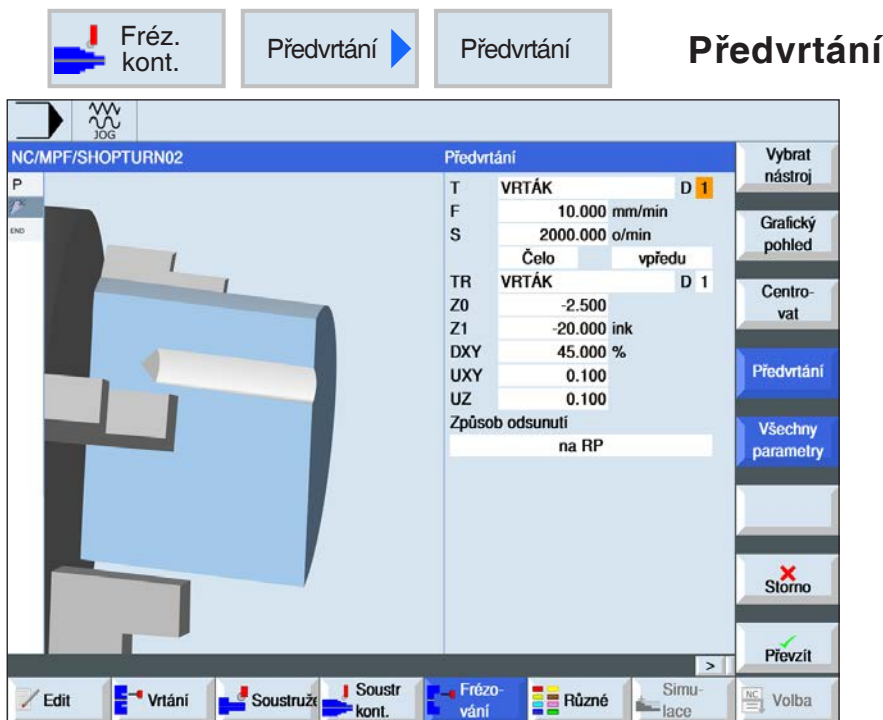 Fréz.
kont.
Předvrtání
Předvrtání
Předvrtání
JOG
NC/MPF/SHOPTURN02
Předvrtání
P
END
T VRTÁK D 1
F 10.000 mm/min
S 2000.000 o/min
Čelo vpředu
TR VRTÁK D 1
Z0 -2.500
Z1 -20.000 ink
DXY 45.000 %
UXY 0.100
UZ 0.100
Způsob odsunutí
na RP
Vybrat
nástroj
Grafický
pohled
Centro-
vat
Předvrtání
Všechny
parametry
Storno
Převzít
>
Edit
Vrtání
Soustruže
Soustr
kont.
Frézo-
vání
Různé
Simu-
lace
NC
Volba